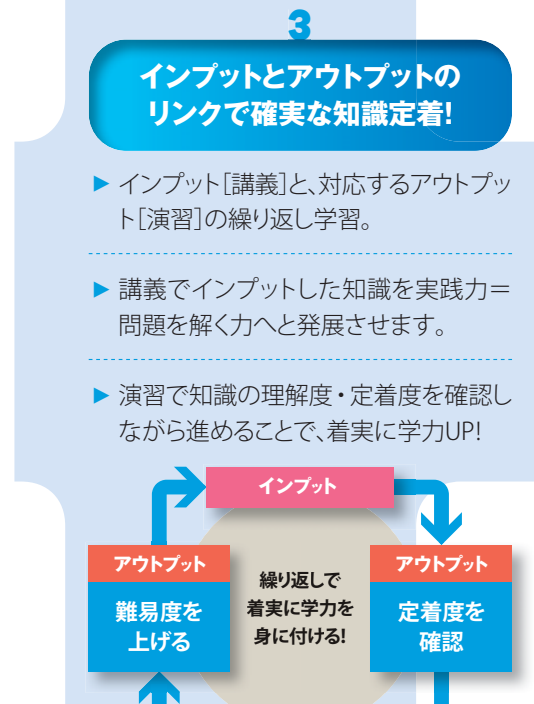 3
インプットとアウトプットの
リンクで確実な知識定着!
▶ インプット[講義]と、対応するアウトプッ
ト[演習]の繰り返し学習。
▶ 講義でインプットした知識を実践力＝
問題を解く力へと発展させます。
▶ 演習で知識の理解度・定着度を確認し
ながら進めることで、着実に学力UP!
インプット
アウトプット
難易度を
上げる
繰り返しで
着実に学力を
身に付ける!
アウトプット
定着度を
確認